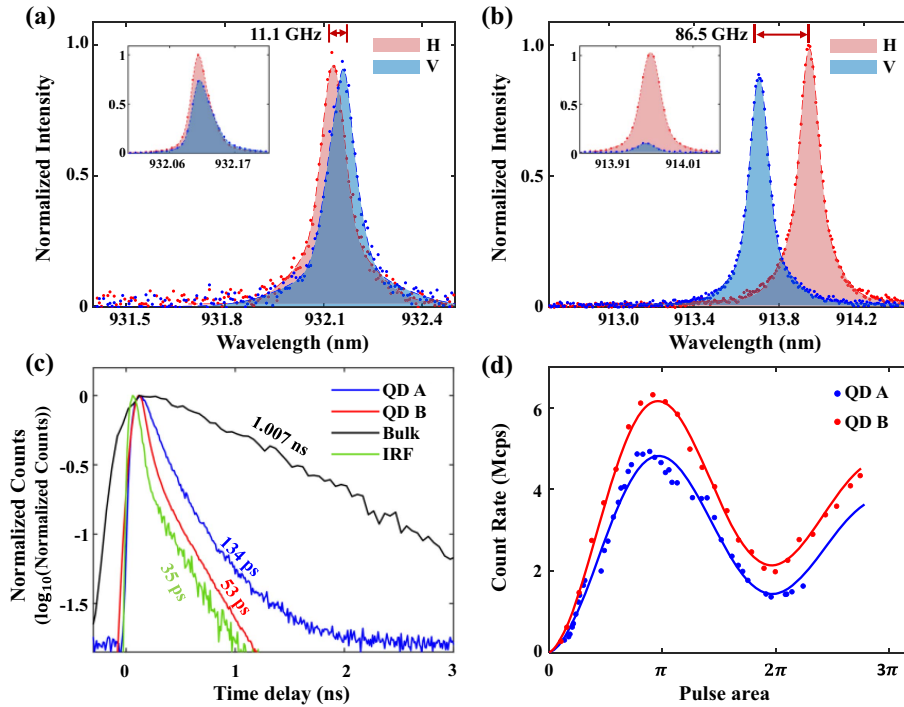 (a)
11.1 GHz
H
V
1.0
0.5
0
Normalized Intensity
1
0.5
0
932.06 932.17
931.5 931.8 932.1 932.4
Wavelength (nm)
(b)
86.5 GHz
H
V
1.0
0.5
0
Normalized Intensity
1
0.5
0
913.91 914.01
913.0 913.4 913.8 914.2
Wavelength (nm)
(c)
QD A
QD B
Bulk
IRF
1.007 ns
134 ps
53 ps
35 ps
0
-0.5
-1
-1.5
Normalized Counts
(log10(Normalized Counts))
0 1 2 3
Time delay (ns)
(d)
QD A
QD B
6
4
2
0
Count Rate (Mcps)
0 π 2π 3π
Pulse area